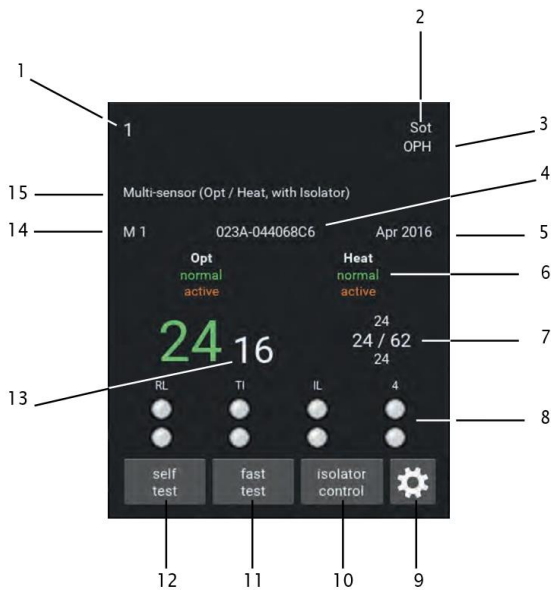 2
1
1
Sot
3
OPH
4
15
Multi-sensor (Opt / Heat, with Isolator)
14
M 1 023A-044068C6 Apr 2016
5
Opt Heat
normal normal
6
active active
24
24 16 24 / 62
7
24
13
RL TI IL 4
8
self fast isolator
test test control
12 11 10 9